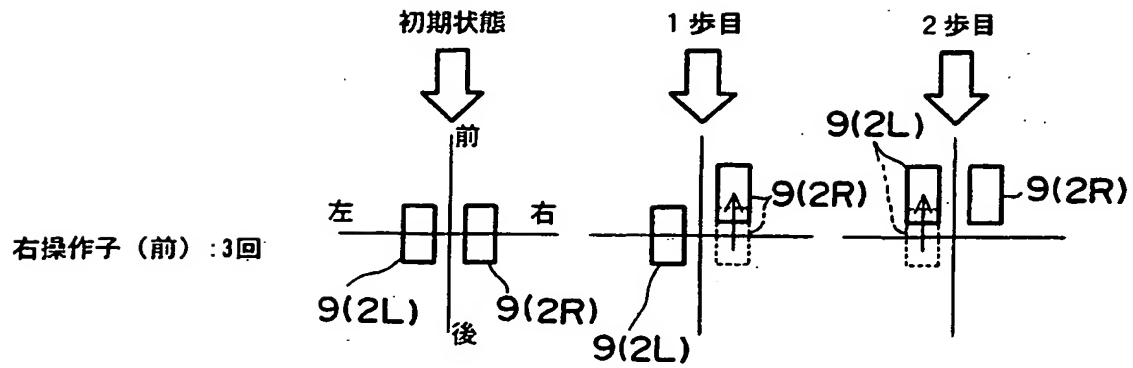 初期状態
1歩目
2歩目
前
9(2L)
9(2R)
9(2R)
左
右
右操作子（前）:3回
9(2L)
9(2R)
後
9(2L)